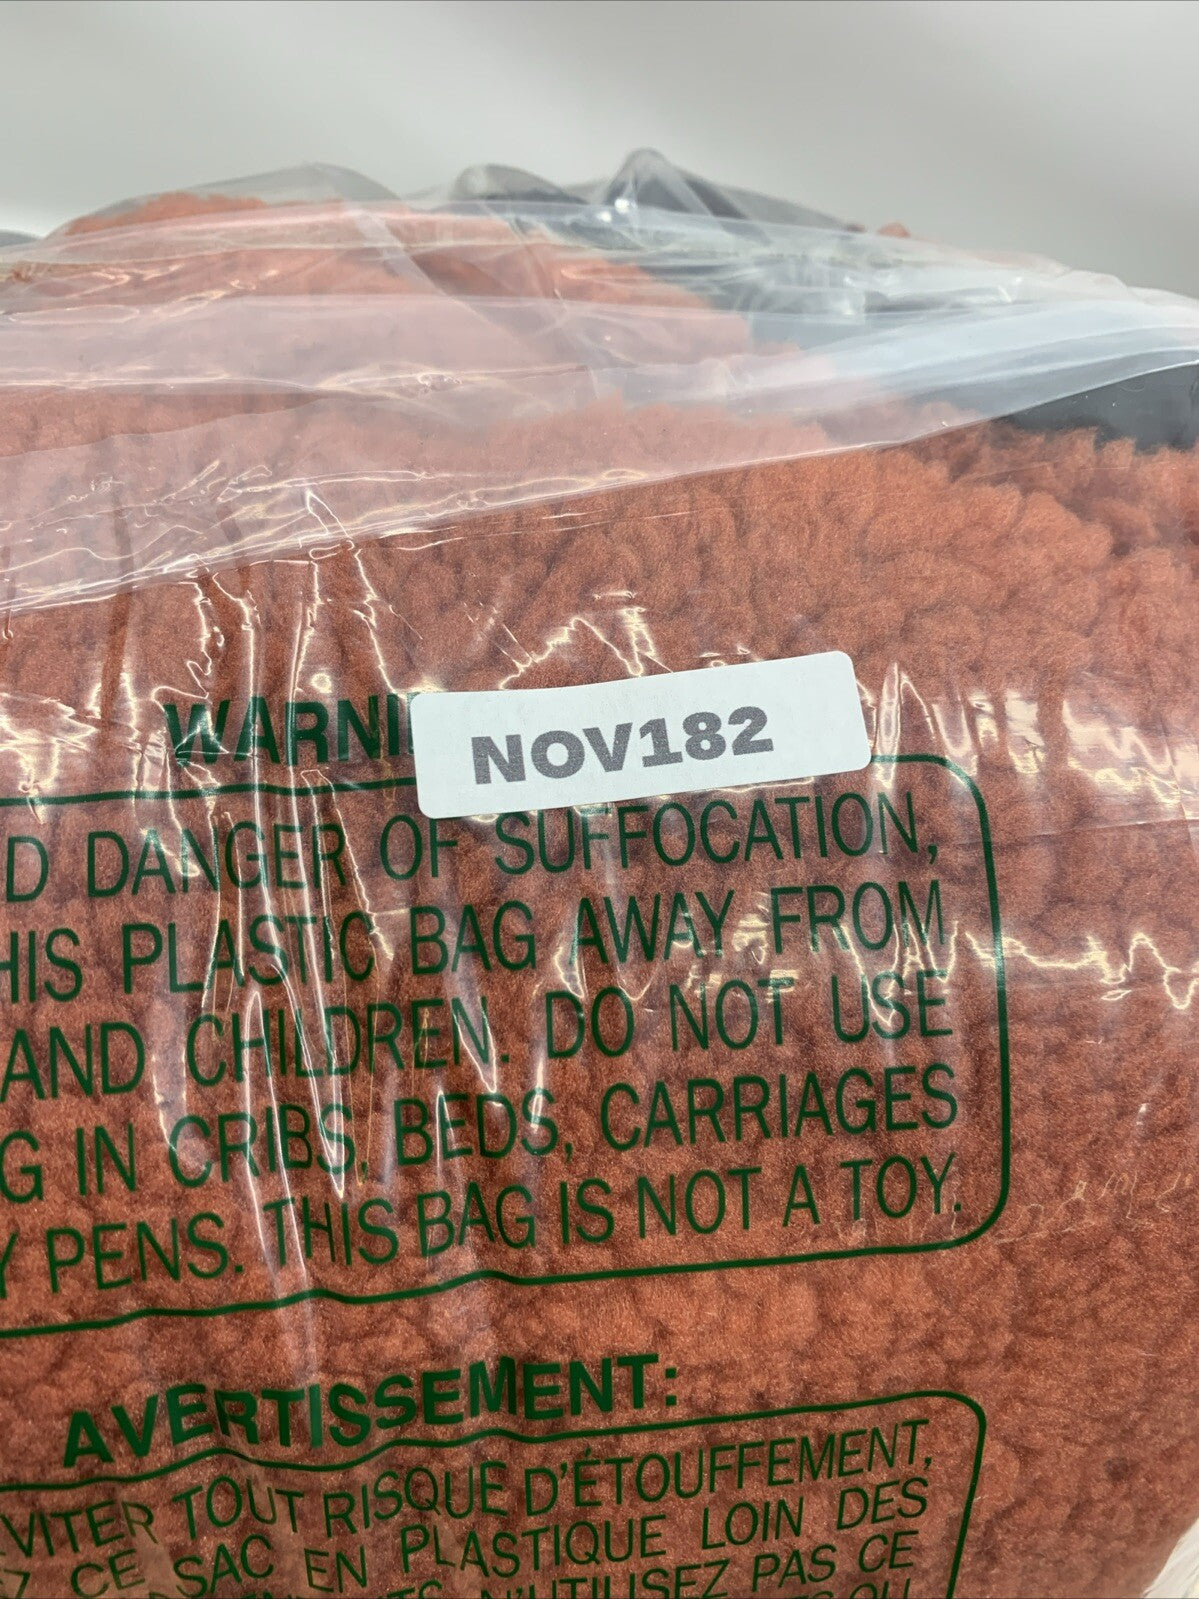 NOV182
D DANGER OF SUFFOCATION,
HIS PLASTIC BAG AWAY FROM
AND CHILDREN. DO NOT USE
G IN CRIBS, BEDS, CARRIAGES
Y PENS. THIS BAG IS NOT A TOY.
AVERTISSEMENT:
VITER TOUT RISQUE D'ÉTOUFFEMENT,
Z CE SAC EN PLASTIQUE LOIN DES
N'UTILISEZ PAS CE